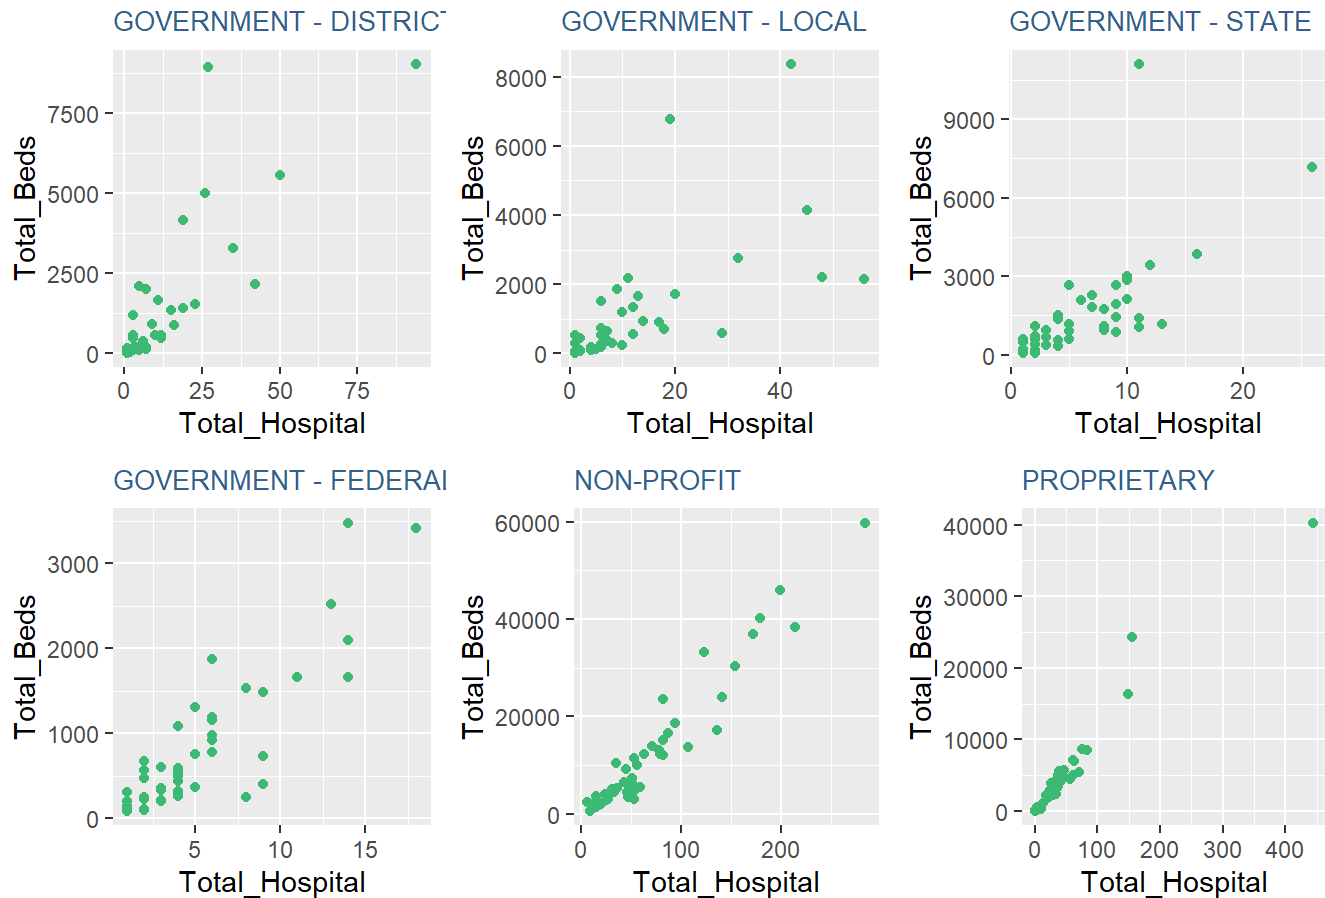 GOVERNMENT - DISTRICT
GOVERNMENT - LOCAL
GOVERNMENT - STATE
Total_Beds
7500
5000
2500
0
0
25
50
75
Total_Hospital
Total_Beds
8000
6000
4000
2000
0
0
20
40
Total_Hospital
Total_Beds
9000
6000
3000
0
0
10
20
Total_Hospital
GOVERNMENT - FEDERAL
NON-PROFIT
PROPRIETARY
Total_Beds
3000
2000
1000
0
5
10
15
Total_Hospital
Total_Beds
60000
40000
20000
0
0
100
200
Total_Hospital
Total_Beds
40000
30000
20000
10000
0
0
100
200
300
400
Total_Hospital